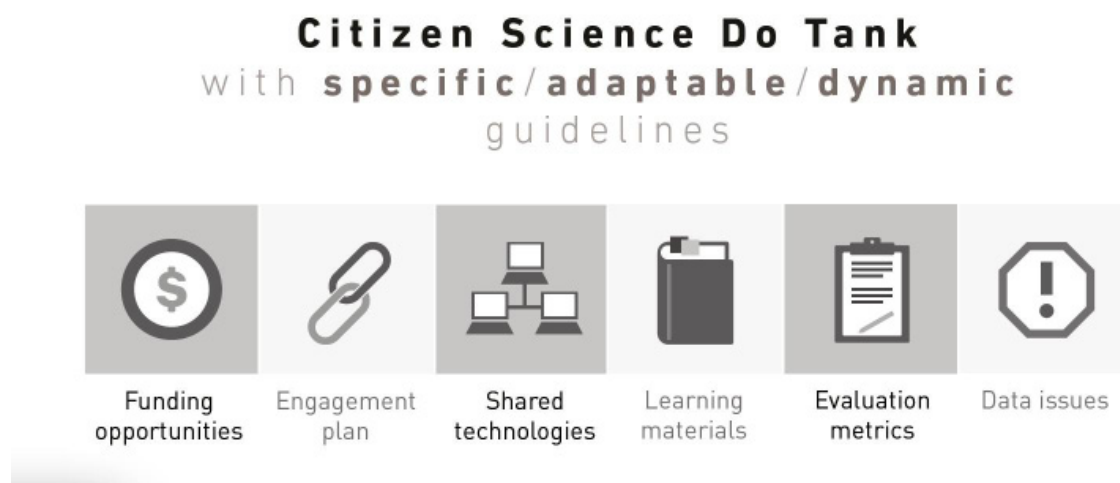 Citizen Science Do Tank
with specific/adaptable/dynamic
guidelines
$
Funding
opportunities
Engagement
plan
Shared
technologies
Learning
materials
Evaluation
metrics
Data issues